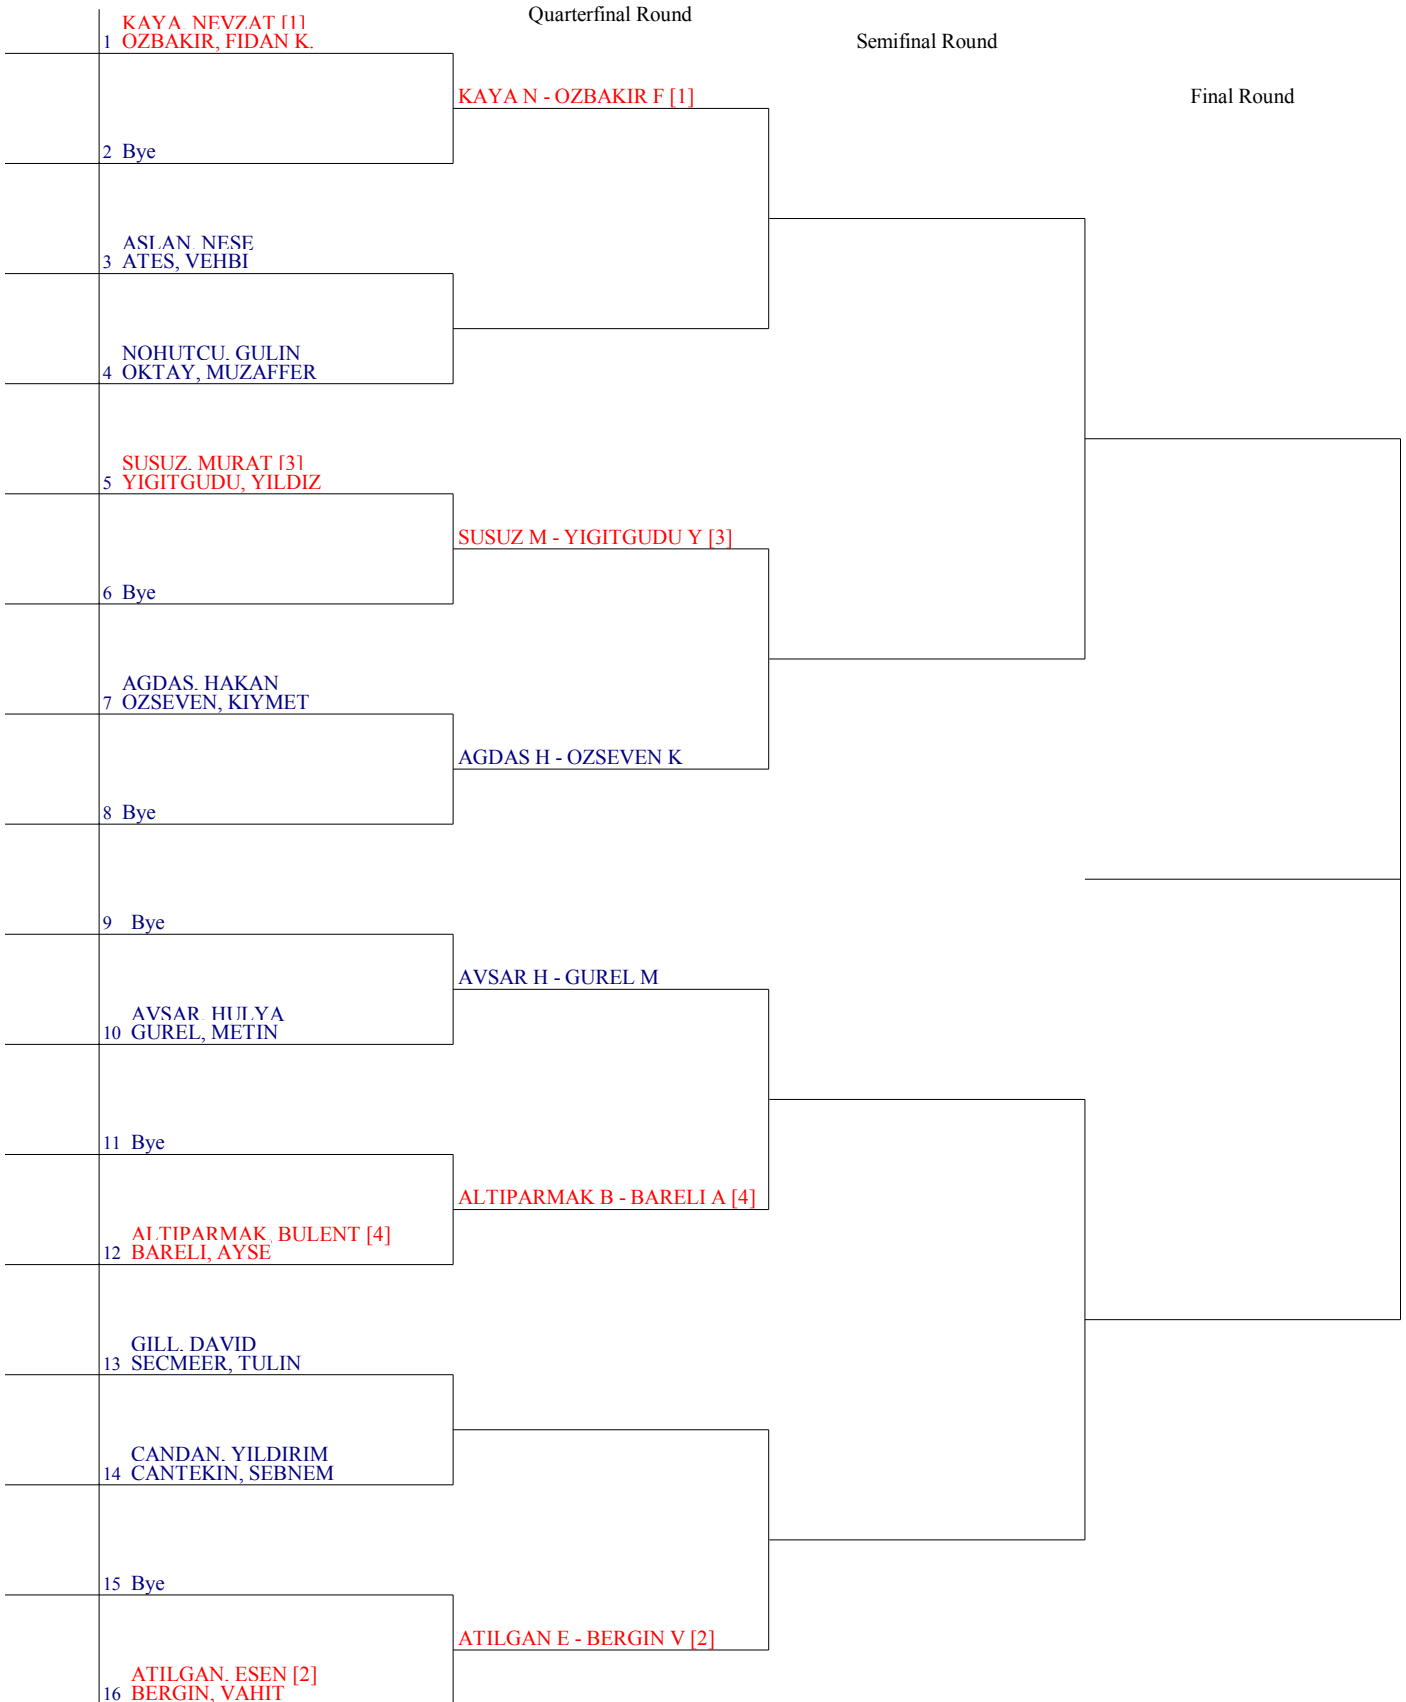 Quarterfinal Round
Semifinal Round
Final Round
KAYA, NEVZAT [1]
1 OZBAKIR, FIDAN K.
KAYA N - OZBAKIR F [1]
2 Bye
ASLAN, NESE
3 ATES, VEHBI
NOHUTCU, GULIN
4 OKTAY, MUZAFFER
SUSUZ, MURAT [3]
5 YIGITGUDU, YILDIZ
SUSUZ M - YIGITGUDU Y [3]
6 Bye
AGDAS, HAKAN
7 OZSEVEN, KIYMET
AGDAS H - OZSEVEN K
8 Bye
9 Bye
AVSAR H - GUREL M
AVSAR, HULYA
10 GUREL, METIN
11 Bye
ALTIPARMAK B - BARELI A [4]
ALTIPARMAK, BULENT [4]
12 BARELI, AYSE
GILL, DAVID
13 SECMEER, TULIN
CANDAN, YILDIRIM
14 CANTEKIN, SEBNEM
15 Bye
ATILGAN E - BERGIN V [2]
ATILGAN, ESEN [2]
16 BERGIN, VAHIT